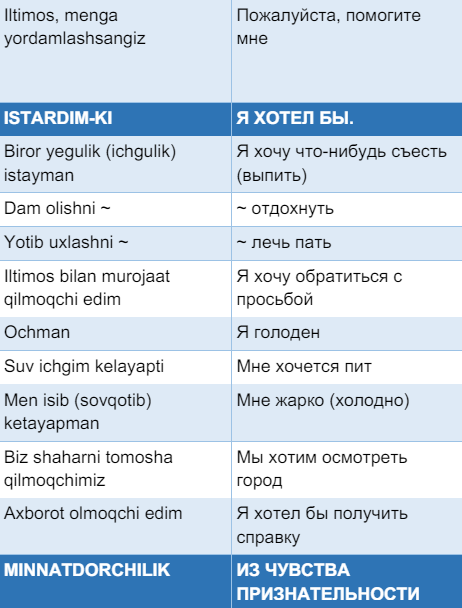 Iltimos, menga
yordamlashsangiz
Пожалуйста, помогите
мне
ISTARDIM-KI
Я ХОТЕЛ БЫ.
Biror yegulik (ichgulik)
istayman
Я хочу что-нибудь съесть
(выпить)
Dam olishni ~
~ отдохнуть
Yotib uxlashni ~
~ лечь пать
Iltimos bilan murojaat
qilmoqchi edim
Я хочу обратиться с
просьбой
Ochman
Я голоден
Suv ichgim kelayapti
Мне хочется пит
Men isib (sovqotib)
ketayapman
Мне жарко (холодно)
Biz shaharni tomosha
qilmoqchimiz
Мы хотим осмотреть
город
Axborot olmoqchi edim
Я хотел бы получить
справку
MINNATDORCHILIK
ИЗ ЧУВСТВА
ПРИЗНАТЕЛЬНОСТИ